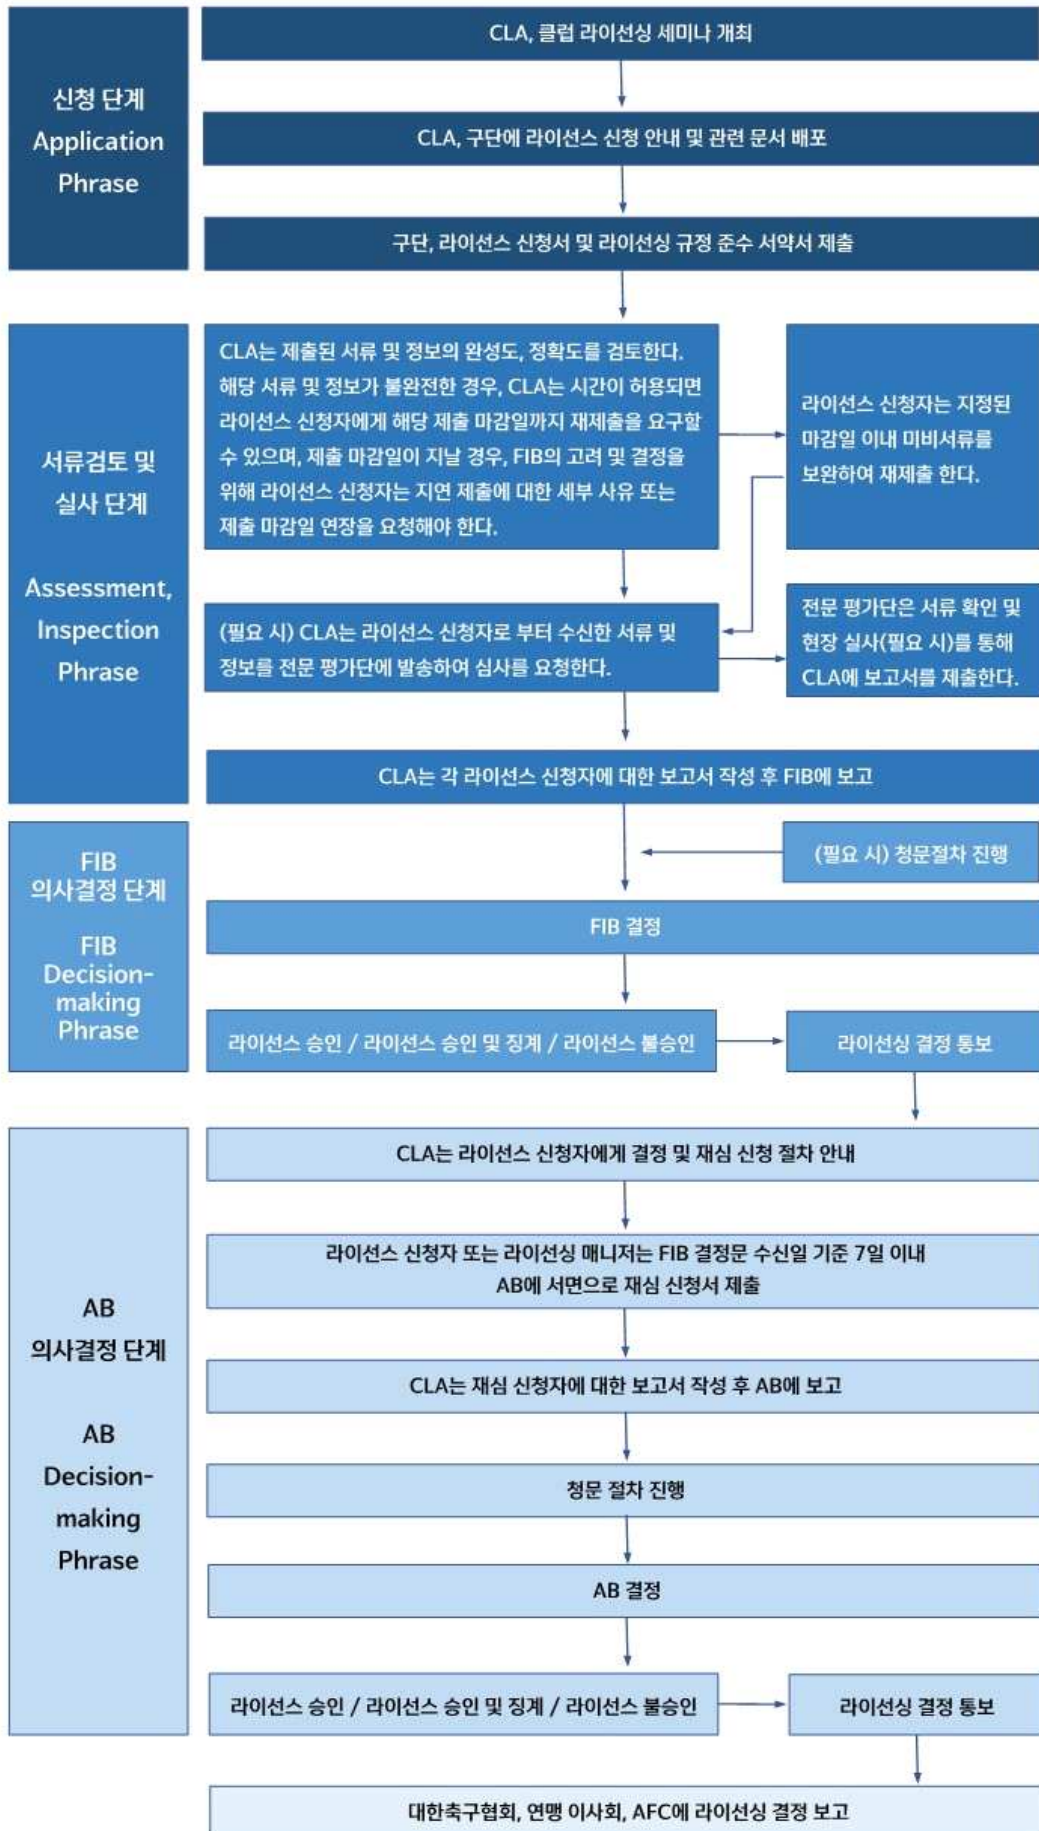 신청 단계
Application
Phrase
CLA, 클럽 라이선싱 세미나 개최
CLA, 구단에 라이선스 신청 안내 및 관련 문서 배포
구단, 라이선스 신청서 및 라이선싱 규정 준수 서약서 제출
서류검토 및
실사 단계
Assessment,
Inspection
Phrase
CLA는 제출된 서류 및 정보의 완성도, 정확도를 검토한다.
해당 서류 및 정보가 불완전한 경우, CLA는 시간이 허용되면
라이선스 신청자에게 해당 제출 마감일까지 재제출을 요구할
수 있으며, 제출 마감일이 지날 경우, FIB의 고려 및 결정을
위해 라이선스 신청자는 지연 제출에 대한 세부 사유 또는
제출 마감일 연장을 요청해야 한다.
라이선스 신청자는 지정된
마감일 이내 미비서류를
보완하여 재제출 한다.
(필요 시) CLA는 라이선스 신청자로 부터 수신한 서류 및
정보를 전문 평가단에 발송하여 심사를 요청한다.
전문 평가단은 서류 확인 및
현장 실사(필요 시)를 통해
CLA에 보고서를 제출한다.
CLA는 각 라이선스 신청자에 대한 보고서 작성 후 FIB에 보고
FIB
의사결정 단계
FIB
Decision-
making
Phrase
(필요 시) 청문절차 진행
FIB 결정
라이선스 승인 / 라이선스 승인 및 징계 / 라이선스 불승인
라이선싱 결정 통보
AB
의사결정 단계
AB
Decision-
making
Phrase
CLA는 라이선스 신청자에게 결정 및 재심 신청 절차 안내
라이선스 신청자 또는 라이선싱 매니저는 FIB 결정문 수신일 기준 7일 이내
AB에 서면으로 재심 신청서 제출
CLA는 재심 신청자에 대한 보고서 작성 후 AB에 보고
청문 절차 진행
AB 결정
라이선스 승인 / 라이선스 승인 및 징계 / 라이선스 불승인
라이선싱 결정 통보
대한축구협회, 연맹 이사회, AFC에 라이선싱 결정 보고